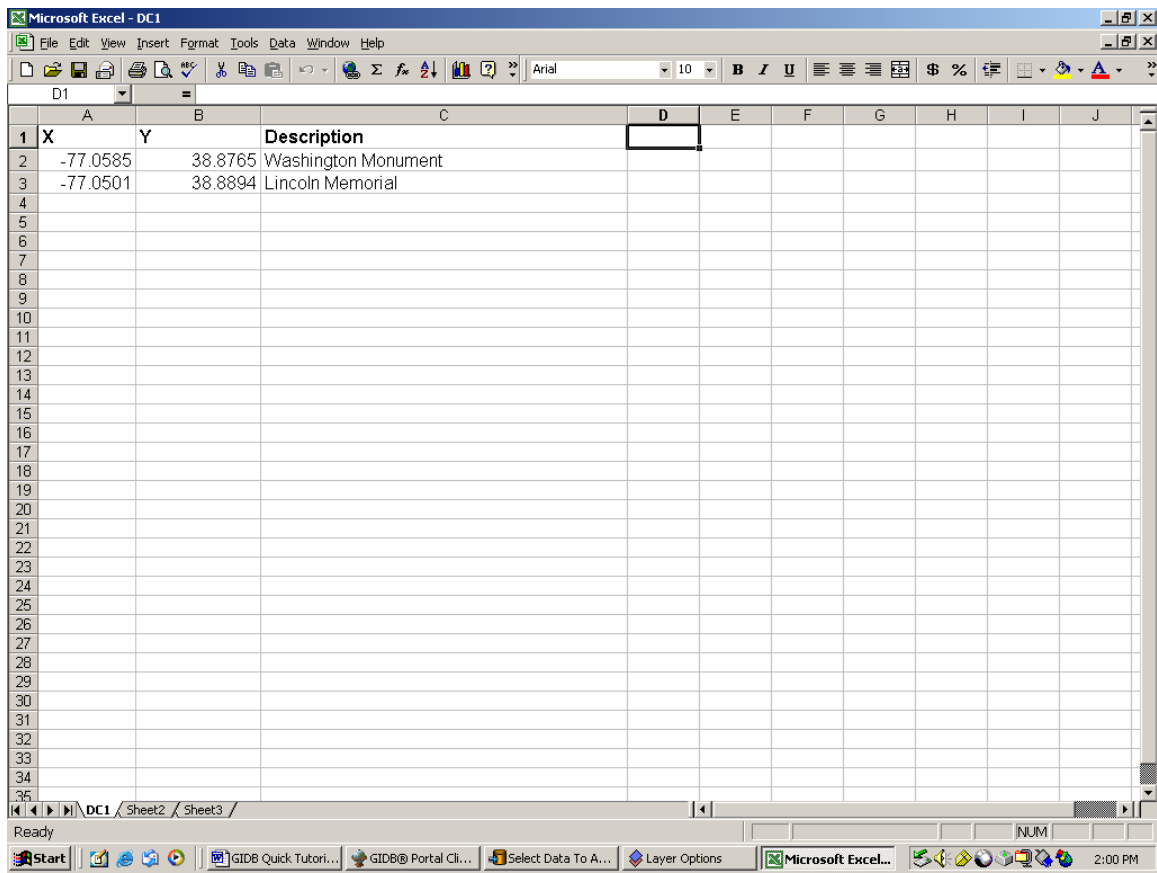 Microsoft Excel - DC1
File Edit View Insert Format Tools Data Window Help
ABC Σ fx Arial 10 B I U $ % A
D1 =
A B C D E F G H I J
1 X Y Description
2 -77.0585 38.8765 Washington Monument
3 -77.0501 38.8894 Lincoln Memorial
4
5
6
7
8
9
10
11
12
13
14
15
16
17
18
19
20
21
22
23
24
25
26
27
28
29
30
31
32
33
34
35
DC1 Sheet2 Sheet3
Ready NUM
Start GIDB Quick Tutori... GIDB® Portal Cli... Select Data To A... Layer Options Microsoft Excel... 2:00 PM